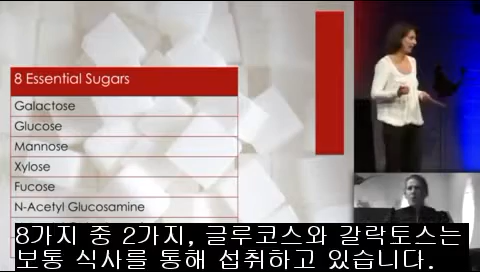 8 Essential Sugars
Galactose
Glucose
Mannose
Xylose
Fucose
N-Acetyl Glucosamine
8가지 중 2가지, 글루코스와 갈락토스는
보통 식사를 통해 섭취하고 있습니다.